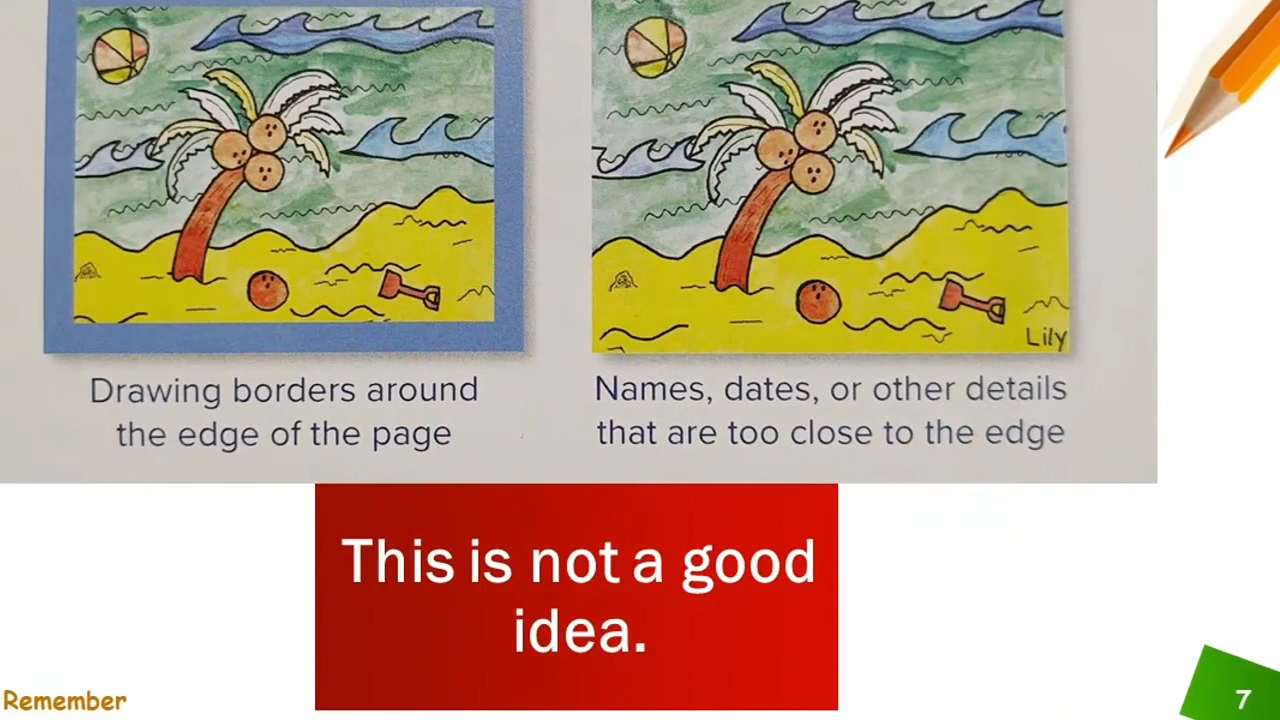 Lily
Drawing borders around
the edge of the page
Names, dates, or other details
that are too close to the edge
This is not a good
idea.
Remember
7